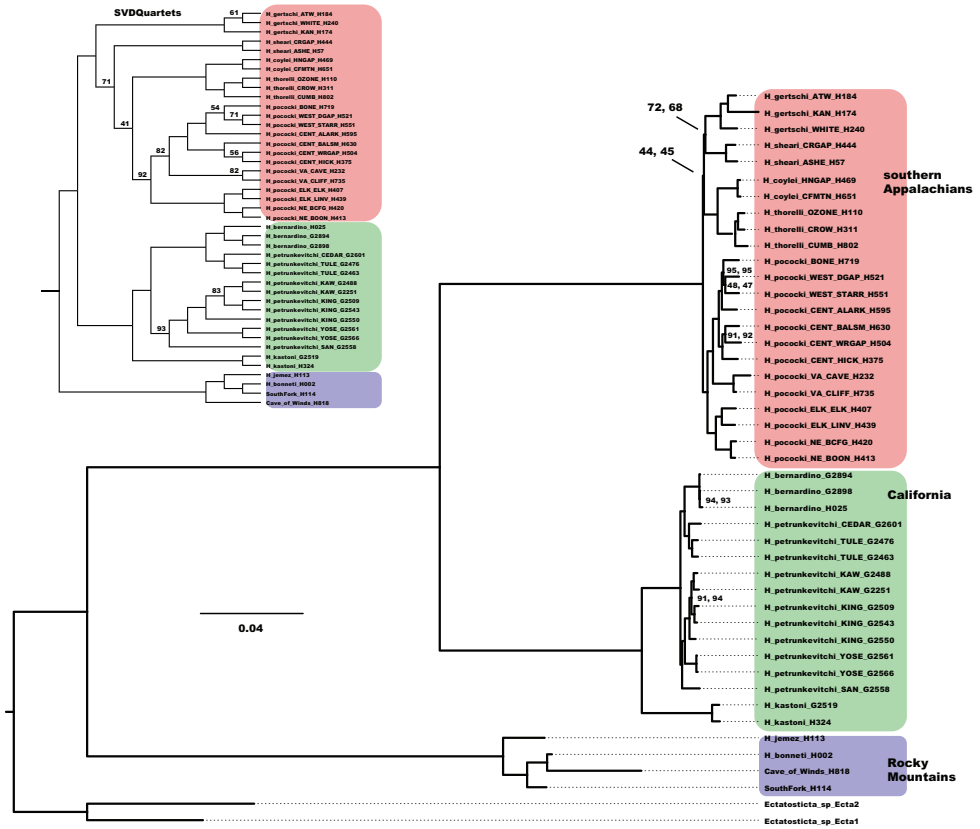 SVDQuartets
61
H_gertschi_ATW_H184
H_gertschi_WHITE_H240
H_gertschi_KAN_H174
H_sheari_CRGAP_H444
H_sheari_ASHE_H57
71
H_coylei_HNGAP_H469
H_coylei_CFMTN_H651
H_thorelli_OZONE_H110
H_thorelli_CROW_H311
H_thorelli_CUMB_H802
54
H_pococki_BONE_H719
71
H_pococki_WEST_DGAP_H521
41
H_pococki_WEST_STARR_H551
H_pococki_CENT_ALARK_H595
82
H_pococki_CENT_BALSM_H630
56
H_pococki_CENT_WRGAP_H504
H_pococki_CENT_HICK_H375
92
82
H_pococki_VA_CAVE_H232
H_pococki_VA_CLIFF_H735
H_pococki_ELK_ELK_H407
H_pococki_ELK_LINV_H439
H_pococki_NE_BCFG_H420
H_pococki_NE_BOON_H413
H_bernardino_H025
H_bernardino_G2894
H_bernardino_G2898
H_petrunkevitchi_CEDAR_G2601
H_petrunkevitchi_TULE_G2476
H_petrunkevitchi_TULE_G2463
H_petrunkevitchi_KAW_G2488
83
H_petrunkevitchi_KAW_G2251
H_petrunkevitchi_KING_G2509
H_petrunkevitchi_KING_G2543
H_petrunkevitchi_KING_G2550
93
H_petrunkevitchi_YOSE_G2561
H_petrunkevitchi_YOSE_G2566
H_petrunkevitchi_SAN_G2558
H_kastoni_G2519
H_kastoni_H324
H_jemez_H113
H_bonneti_H002
SouthFork_H114
Cave_of_Winds_H818
72, 68
44, 45
H_gertschi_ATW_H184
H_gertschi_KAN_H174
H_gertschi_WHITE_H240
H_sheari_CRGAP_H444
H_sheari_ASHE_H57
southern
Appalachians
H_coylei_HNGAP_H469
H_coylei_CFMTN_H651
H_thorelli_OZONE_H110
H_thorelli_CROW_H311
H_thorelli_CUMB_H802
H_pococki_BONE_H719
95, 95
H_pococki_WEST_DGAP_H521
48, 47
H_pococki_WEST_STARR_H551
H_pococki_CENT_ALARK_H595
H_pococki_CENT_BALSM_H630
91, 92
H_pococki_CENT_WRGAP_H504
H_pococki_CENT_HICK_H375
H_pococki_VA_CAVE_H232
H_pococki_VA_CLIFF_H735
H_pococki_ELK_ELK_H407
H_pococki_ELK_LINV_H439
H_pococki_NE_BCFG_H420
H_pococki_NE_BOON_H413
H_bernardino_G2894
H_bernardino_G2898
California
94, 93
H_bernardino_H025
H_petrunkevitchi_CEDAR_G2601
H_petrunkevitchi_TULE_G2476
H_petrunkevitchi_TULE_G2463
H_petrunkevitchi_KAW_G2488
H_petrunkevitchi_KAW_G2251
91, 94
H_petrunkevitchi_KING_G2509
H_petrunkevitchi_KING_G2543
H_petrunkevitchi_KING_G2550
H_petrunkevitchi_YOSE_G2561
H_petrunkevitchi_YOSE_G2566
H_petrunkevitchi_SAN_G2558
H_kastoni_G2519
H_kastoni_H324
0.04
H_jemez_H113
H_bonneti_H002
Cave_of_Winds_H818
SouthFork_H114
Rocky
Mountains
Ectatosticta_sp_Ecta2
Ectatosticta_sp_Ecta1